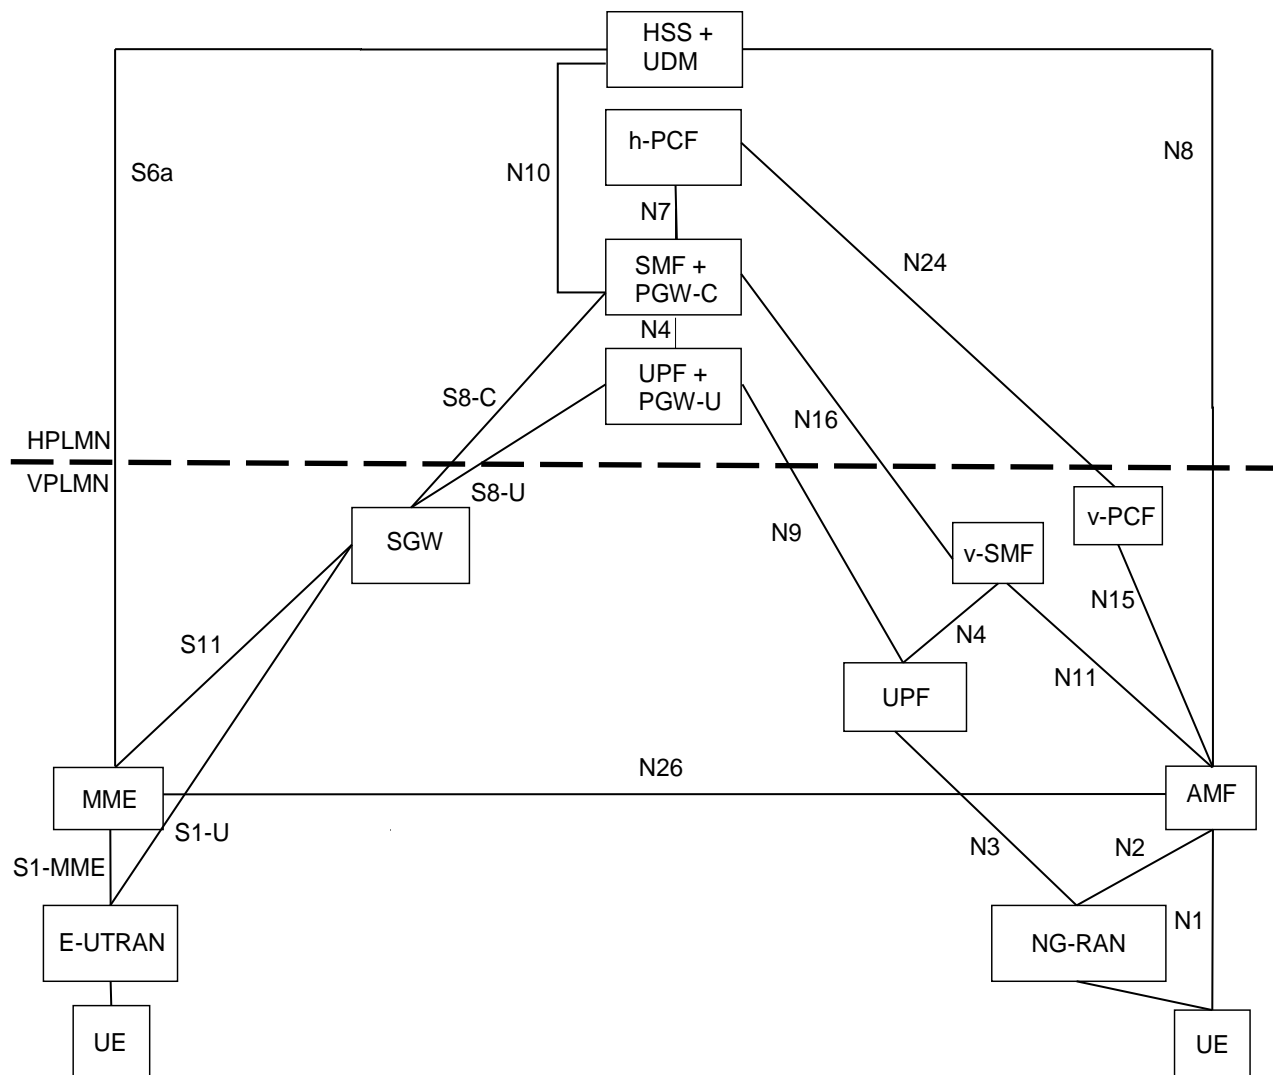 HSS +
UDM
h-PCF
N8
S6a
N10
N7
N24
SMF +
PGW-C
N4
UPF +
PGW-U
S8-C
N16
HPLMN
VPLMN
S8-U
v-PCF
SGW
N9
v-SMF
N15
S11
N4
N11
UPF
N26
MME
AMF
S1-U
N3
N2
S1-MME
N1
E-UTRAN
NG-RAN
UE
UE